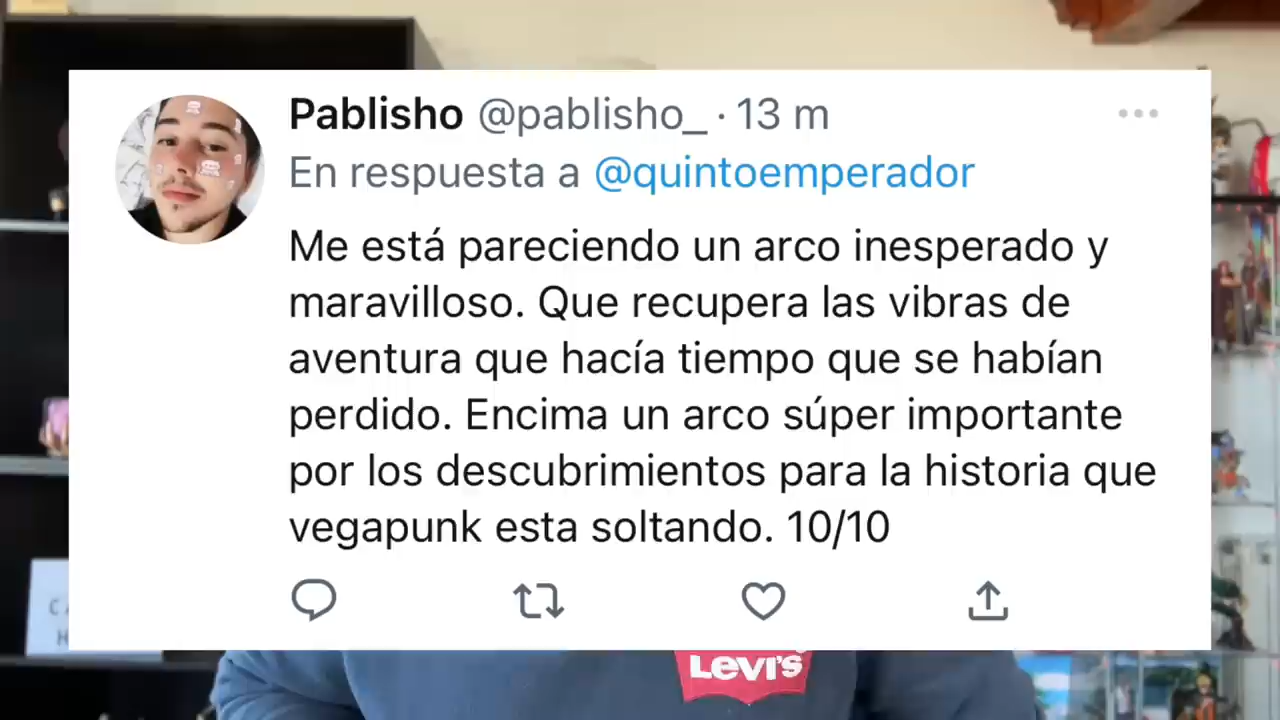 Pablisho @pablisho_ · 13 m
En respuesta a @quintoemperador
Me está pareciendo un arco inesperado y
maravilloso. Que recupera las vibras de
aventura que hacía tiempo que se habían
perdido. Encima un arco súper importante
por los descubrimientos para la historia que
vegapunk esta soltando. 10/10
LEVI'S